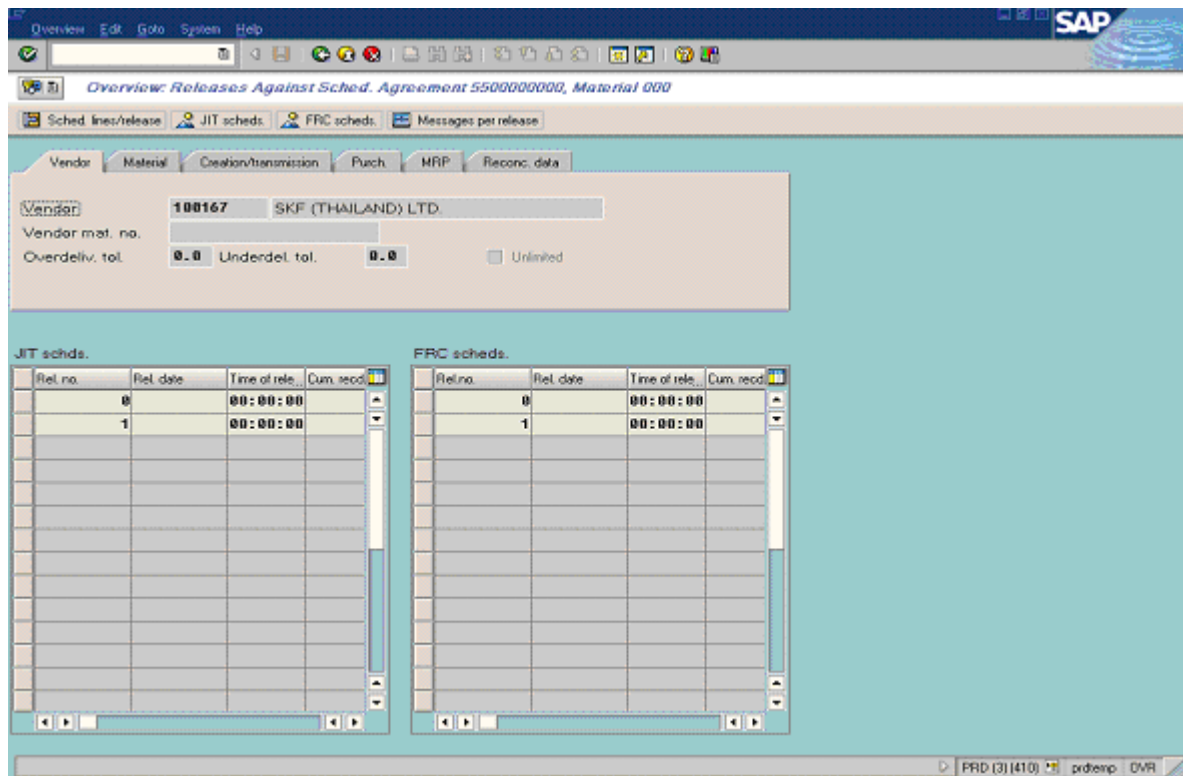 Overview Edit Goto System Help
SAP
Overview: Releases Against Sched. Agreement 5500000000, Material 000
Sched. lines/release JIT scheds. FRC scheds. Messages per release
Vendor Material Creation/transmission Purch. MRP Reconc. data
Vendor 100167 SKF (THAILAND) LTD.
Vendor mat. no.
Overdeliv. tol. 0.0 Underdel. tol. 0.0 Unlimited
JIT schds. FRC scheds.
Rel. no. Rel. date Time of rele... Cum. recd Rel.no. Rel. date Time of rele... Cum. recd
0 00:00:00 0 00:00:00
1 00:00:00 1 00:00:00
PRD (3) (410) prdtemp OVR